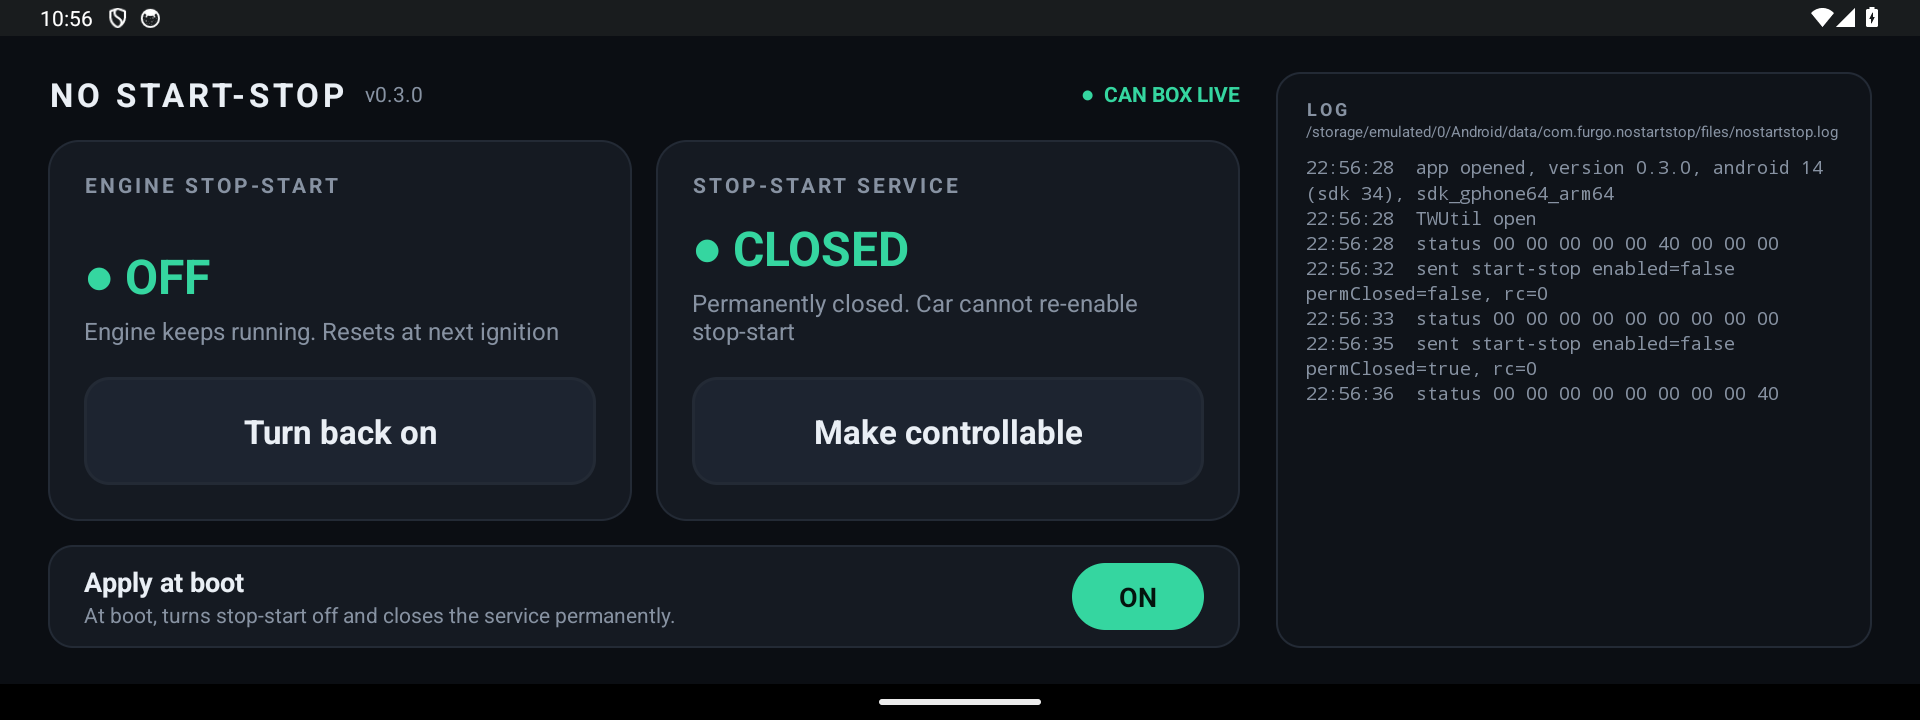 10:56
NO START-STOP v0.3.0
CAN BOX LIVE
ENGINE STOP-START
OFF
Engine keeps running. Resets at next ignition
Turn back on
STOP-START SERVICE
CLOSED
Permanently closed. Car cannot re-enable
stop-start
Make controllable
Apply at boot
At boot, turns stop-start off and closes the service permanently.
ON
LOG
/storage/emulated/0/Android/data/com.furgo.nostartstop/files/nostartstop.log
22:56:28  app opened, version 0.3.0, android 14
(sdk 34), sdk_gphone64_arm64
22:56:28  TWUtil open
22:56:28  status 00 00 00 00 00 40 00 00 00
22:56:32  sent start-stop enabled=false
permClosed=false, rc=0
22:56:33  status 00 00 00 00 00 00 00 00 00
22:56:35  sent start-stop enabled=false
permClosed=true, rc=0
22:56:36  status 00 00 00 00 00 00 00 00 40